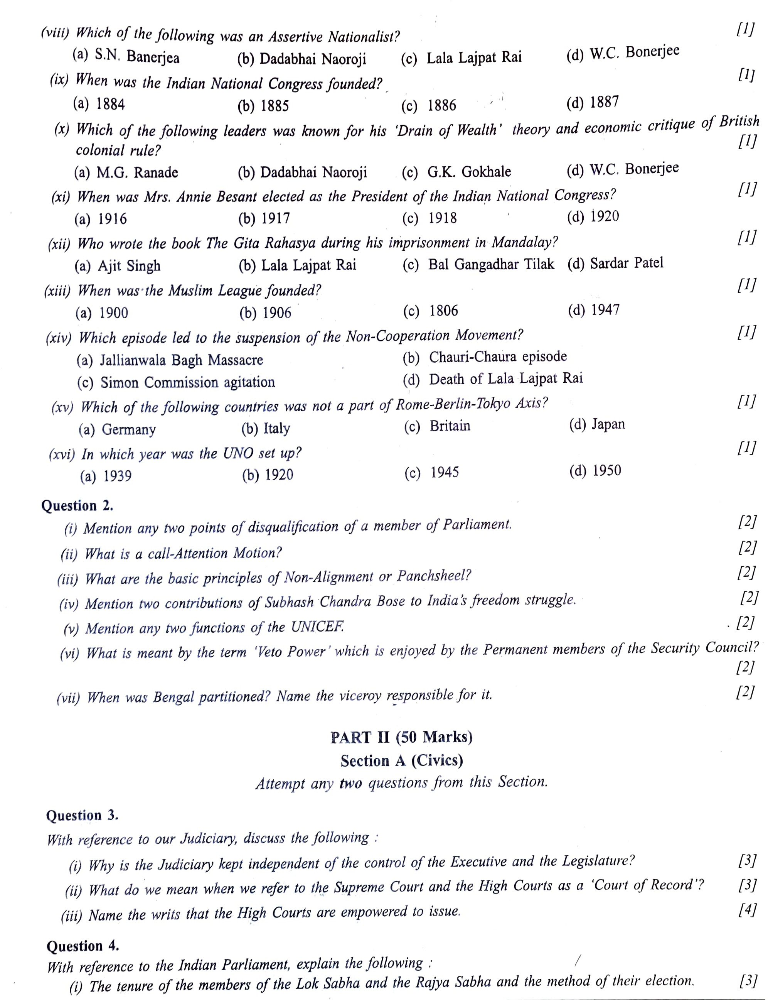 (viii) Which of the following was an Assertive Nationalist? [1]
(a) S.N. Banerjea (b) Dadabhai Naoroji (c) Lala Lajpat Rai (d) W.C. Bonerjee
(ix) When was the Indian National Congress founded? [1]
(a) 1884 (b) 1885 (c) 1886 (d) 1887
(x) Which of the following leaders was known for his 'Drain of Wealth' theory and economic critique of British
colonial rule? [1]
(a) M.G. Ranade (b) Dadabhai Naoroji (c) G.K. Gokhale (d) W.C. Bonerjee
(xi) When was Mrs. Annie Besant elected as the President of the Indian National Congress? [1]
(a) 1916 (b) 1917 (c) 1918 (d) 1920
(xii) Who wrote the book The Gita Rahasya during his imprisonment in Mandalay? [1]
(a) Ajit Singh (b) Lala Lajpat Rai (c) Bal Gangadhar Tilak (d) Sardar Patel
(xiii) When was the Muslim League founded? [1]
(a) 1900 (b) 1906 (c) 1806 (d) 1947
(xiv) Which episode led to the suspension of the Non-Cooperation Movement? [1]
(a) Jallianwala Bagh Massacre (b) Chauri-Chaura episode
(c) Simon Commission agitation (d) Death of Lala Lajpat Rai
(xv) Which of the following countries was not a part of Rome-Berlin-Tokyo Axis? [1]
(a) Germany (b) Italy (c) Britain (d) Japan
(xvi) In which year was the UNO set up? [1]
(a) 1939 (b) 1920 (c) 1945 (d) 1950
Question 2.
(i) Mention any two points of disqualification of a member of Parliament. [2]
(ii) What is a call-Attention Motion? [2]
(iii) What are the basic principles of Non-Alignment or Panchsheel? [2]
(iv) Mention two contributions of Subhash Chandra Bose to India's freedom struggle. [2]
(v) Mention any two functions of the UNICEF. [2]
(vi) What is meant by the term 'Veto Power' which is enjoyed by the Permanent members of the Security Council?
[2]
(vii) When was Bengal partitioned? Name the viceroy responsible for it. [2]
PART II (50 Marks)
Section A (Civics)
Attempt any two questions from this Section.
Question 3.
With reference to our Judiciary, discuss the following :
(i) Why is the Judiciary kept independent of the control of the Executive and the Legislature? [3]
(ii) What do we mean when we refer to the Supreme Court and the High Courts as a 'Court of Record'? [3]
(iii) Name the writs that the High Courts are empowered to issue. [4]
Question 4.
With reference to the Indian Parliament, explain the following :
(i) The tenure of the members of the Lok Sabha and the Rajya Sabha and the method of their election. [3]